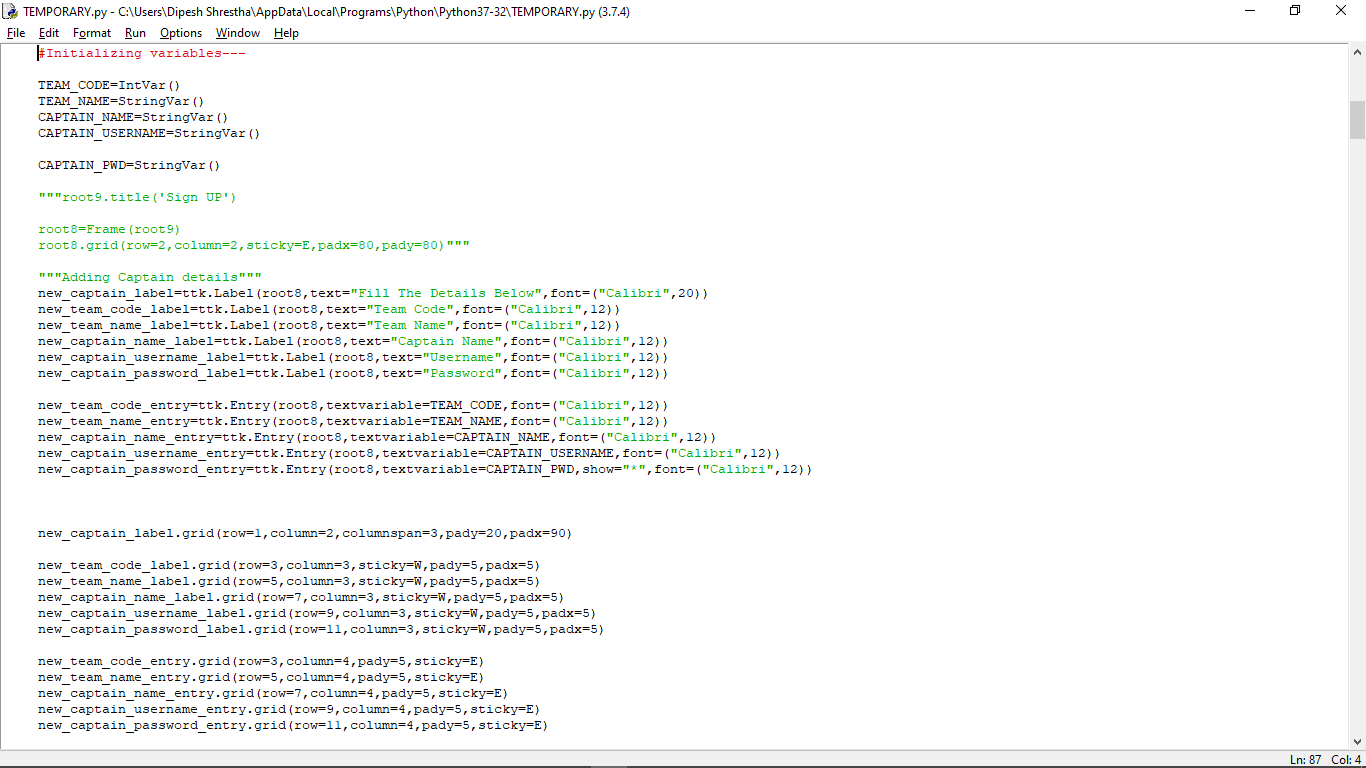 TEMPORARY.py - C:\Users\Dipesh Shrestha\AppData\Local\Programs\Python\Python37-32\TEMPORARY.py (3.7.4)
File Edit Format Run Options Window Help
#Initializing variables---
TEAM_CODE=IntVar()
TEAM_NAME=StringVar()
CAPTAIN_NAME=StringVar()
CAPTAIN_USERNAME=StringVar()
CAPTAIN_PWD=StringVar()
"""root9.title('Sign UP')
root8=Frame(root9)
root8.grid(row=2,column=2,sticky=E,padx=80,pady=80)"""
"""Adding Captain details"""
new_captain_label=ttk.Label(root8,text="Fill The Details Below",font=("Calibri",20))
new_team_code_label=ttk.Label(root8,text="Team Code",font=("Calibri",12))
new_team_name_label=ttk.Label(root8,text="Team Name",font=("Calibri",12))
new_captain_name_label=ttk.Label(root8,text="Captain Name",font=("Calibri",12))
new_captain_username_label=ttk.Label(root8,text="Username",font=("Calibri",12))
new_captain_password_label=ttk.Label(root8,text="Password",font=("Calibri",12))
new_team_code_entry=ttk.Entry(root8,textvariable=TEAM_CODE,font=("Calibri",12))
new_team_name_entry=ttk.Entry(root8,textvariable=TEAM_NAME,font=("Calibri",12))
new_captain_name_entry=ttk.Entry(root8,textvariable=CAPTAIN_NAME,font=("Calibri",12))
new_captain_username_entry=ttk.Entry(root8,textvariable=CAPTAIN_USERNAME,font=("Calibri",12))
new_captain_password_entry=ttk.Entry(root8,textvariable=CAPTAIN_PWD,show="*",font=("Calibri",12))
new_captain_label.grid(row=1,column=2,columnspan=3,pady=20,padx=90)
new_team_code_label.grid(row=3,column=3,sticky=W,pady=5,padx=5)
new_team_name_label.grid(row=5,column=3,sticky=W,pady=5,padx=5)
new_captain_name_label.grid(row=7,column=3,sticky=W,pady=5,padx=5)
new_captain_username_label.grid(row=9,column=3,sticky=W,pady=5,padx=5)
new_captain_password_label.grid(row=11,column=3,sticky=W,pady=5,padx=5)
new_team_code_entry.grid(row=3,column=4,pady=5,sticky=E)
new_team_name_entry.grid(row=5,column=4,pady=5,sticky=E)
new_captain_name_entry.grid(row=7,column=4,pady=5,sticky=E)
new_captain_username_entry.grid(row=9,column=4,pady=5,sticky=E)
new_captain_password_entry.grid(row=11,column=4,pady=5,sticky=E)
Ln: 87 Col: 4